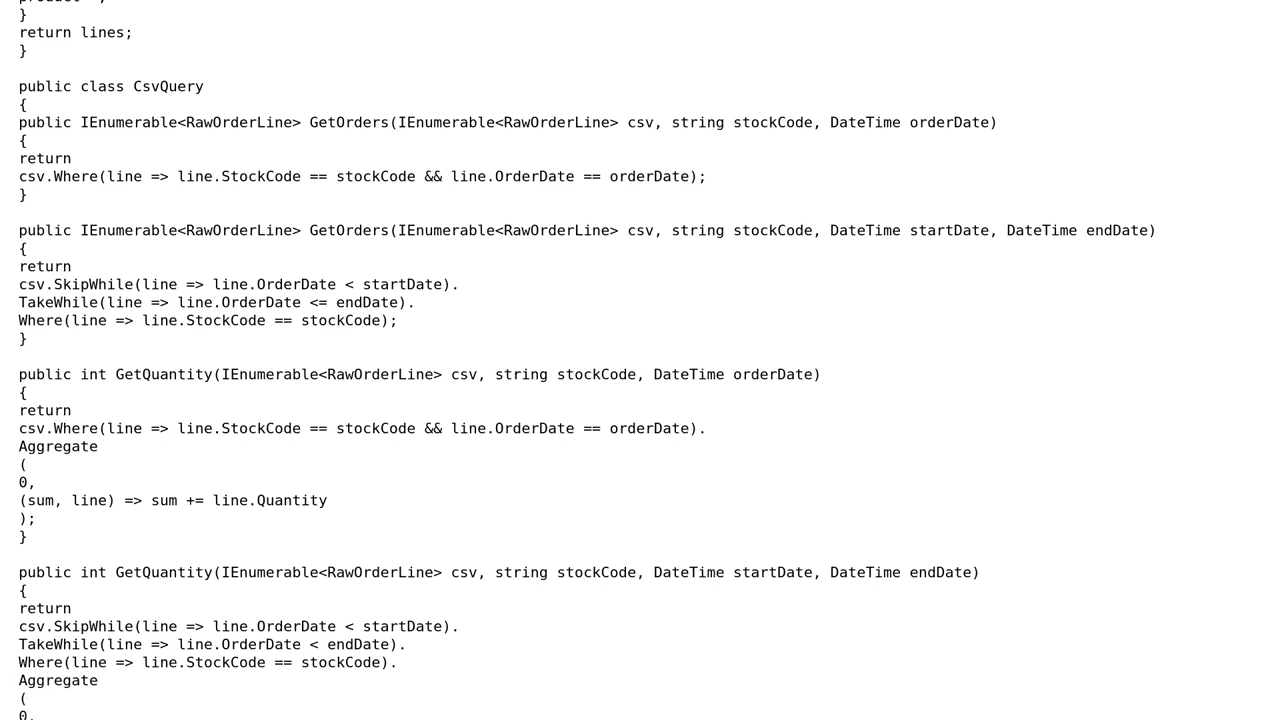 }
return lines;
}
public class CsvQuery
{
public IEnumerable<RawOrderLine> GetOrders(IEnumerable<RawOrderLine> csv, string stockCode, DateTime orderDate)
{
return
csv.Where(line => line.StockCode == stockCode && line.OrderDate == orderDate);
}
public IEnumerable<RawOrderLine> GetOrders(IEnumerable<RawOrderLine> csv, string stockCode, DateTime startDate, DateTime endDate)
{
return
csv.SkipWhile(line => line.OrderDate < startDate).
TakeWhile(line => line.OrderDate <= endDate).
Where(line => line.StockCode == stockCode);
}
public int GetQuantity(IEnumerable<RawOrderLine> csv, string stockCode, DateTime orderDate)
{
return
csv.Where(line => line.StockCode == stockCode && line.OrderDate == orderDate).
Aggregate
(
0,
(sum, line) => sum += line.Quantity
);
}
public int GetQuantity(IEnumerable<RawOrderLine> csv, string stockCode, DateTime startDate, DateTime endDate)
{
return
csv.SkipWhile(line => line.OrderDate < startDate).
TakeWhile(line => line.OrderDate < endDate).
Where(line => line.StockCode == stockCode).
Aggregate
(
0,